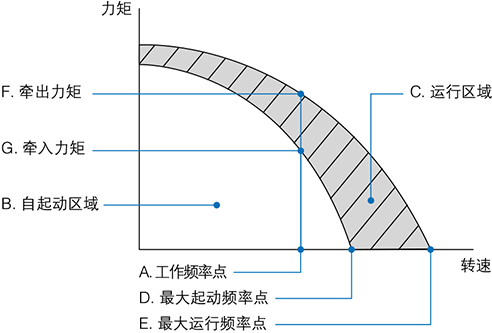 力矩
F. 牵出力矩
C. 运行区域
G. 牵入力矩
B. 自起动区域
A. 工作频率点
转速
D. 最大起动频率点
E. 最大运行频率点